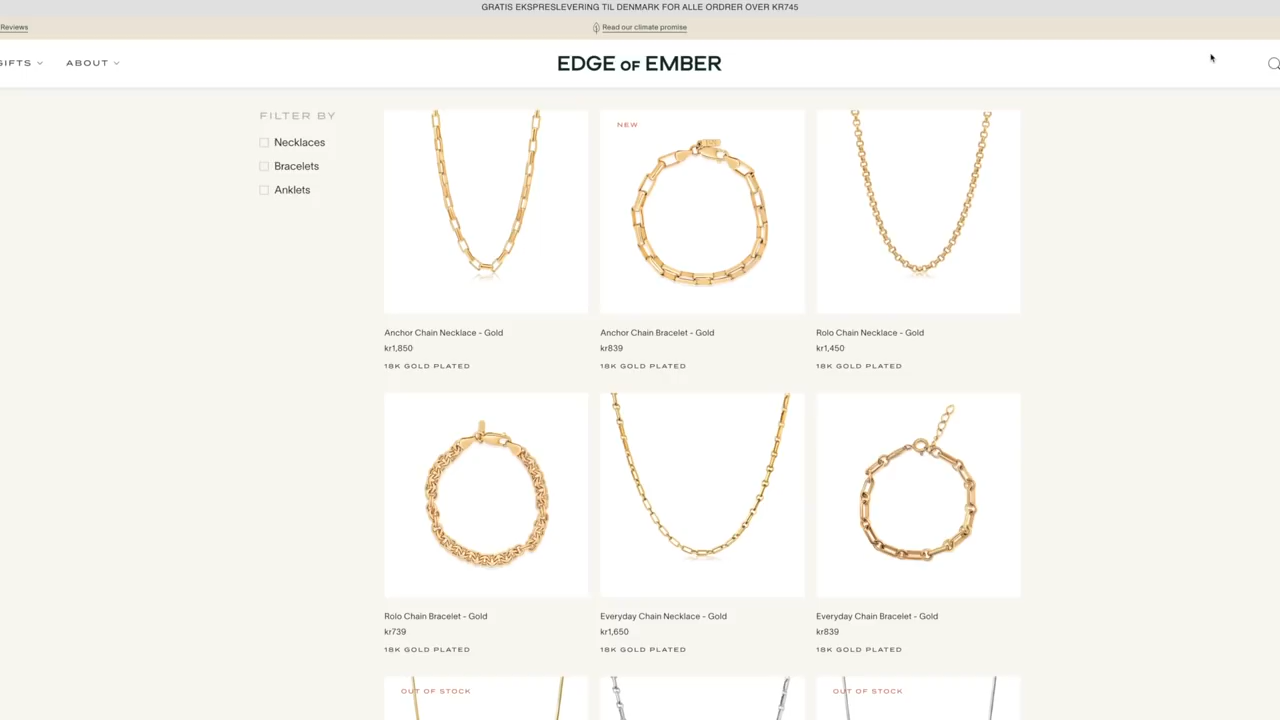 GRATIS EKSPRESLEVERING TIL DENMARK FOR ALLE ORDRER OVER KR745
Reviews
Read our climate promise
GIFTS
ABOUT
EDGE OF EMBER
FILTER BY
Necklaces
Bracelets
Anklets
NEW
Anchor Chain Necklace - Gold
kr1,850
18K GOLD PLATED
Anchor Chain Bracelet - Gold
kr839
18K GOLD PLATED
Rolo Chain Necklace - Gold
kr1,450
18K GOLD PLATED
Rolo Chain Bracelet - Gold
kr739
18K GOLD PLATED
Everyday Chain Necklace - Gold
kr1,650
18K GOLD PLATED
Everyday Chain Bracelet - Gold
kr839
18K GOLD PLATED
OUT OF STOCK
OUT OF STOCK